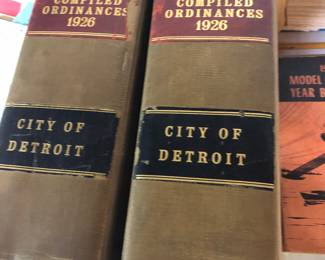 COMPILED
ORDINANCES
1926
CITY OF
DETROIT
COMPILED
ORDINANCES
1926
CITY OF
DETROIT
MODEL
YEAR